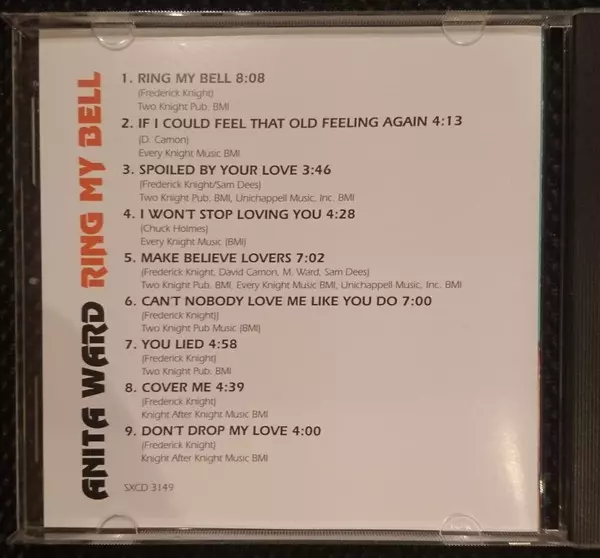 ANITA WARD RING MY BELL
1. RING MY BELL 8:08
(Frederick Knight)
Two Knight Pub. BMI
2. IF I COULD FEEL THAT OLD FEELING AGAIN 4:13
(D. Camon)
Every Knight Music BMI
3. SPOILED BY YOUR LOVE 3:46
(Frederick Knight/Sam Dees)
Two Knight Pub. BMI, Unichappell Music, Inc. BMI
4. I WON'T STOP LOVING YOU 4:28
(Chuck Holmes)
Every Knight Music (BMI)
5. MAKE BELIEVE LOVERS 7:02
(Frederick Knight, David Camon, M. Ward, Sam Dees)
Two Knight Pub. BMI, Every Knight Music BMI, Unichappell Music, Inc. BMI
6. CAN'T NOBODY LOVE ME LIKE YOU DO 7:00
(Frederick Knight)]
Two Knight Pub Music (BMI)
7. YOU LIED 4:58
(Frederick Knight)
Two Knight Pub. BMI
8. COVER ME 4:39
(Frederick Knight)
Knight After Knight Music BMI
9. DON'T DROP MY LOVE 4:00
(Frederick Knight)
Knight After Knight Music BMI
SXCD 3149